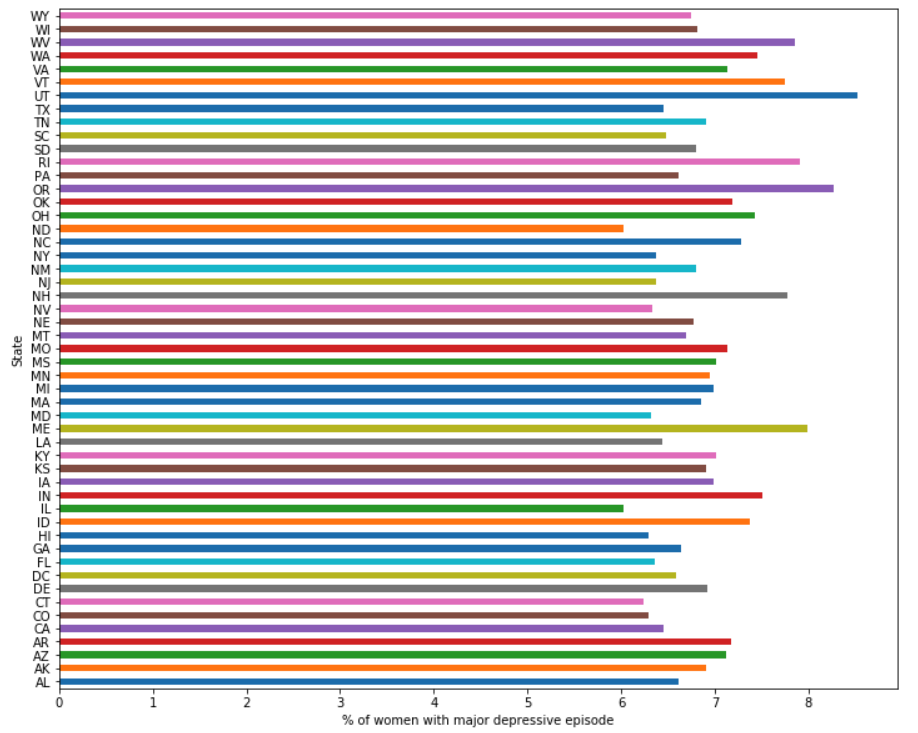 WY
WI
WV
WA
VA
VT
UT
TX
TN
SC
SD
RI
PA
OR
OK
OH
ND
NC
NY
NM
NJ
NH
NV
NE
MT
MO
MS
MN
MI
MA
MD
ME
LA
KY
KS
IA
IN
IL
ID
HI
GA
FL
DC
DE
CT
CO
CA
AR
AZ
AK
AL
State
0 1 2 3 4 5 6 7 8
% of women with major depressive episode